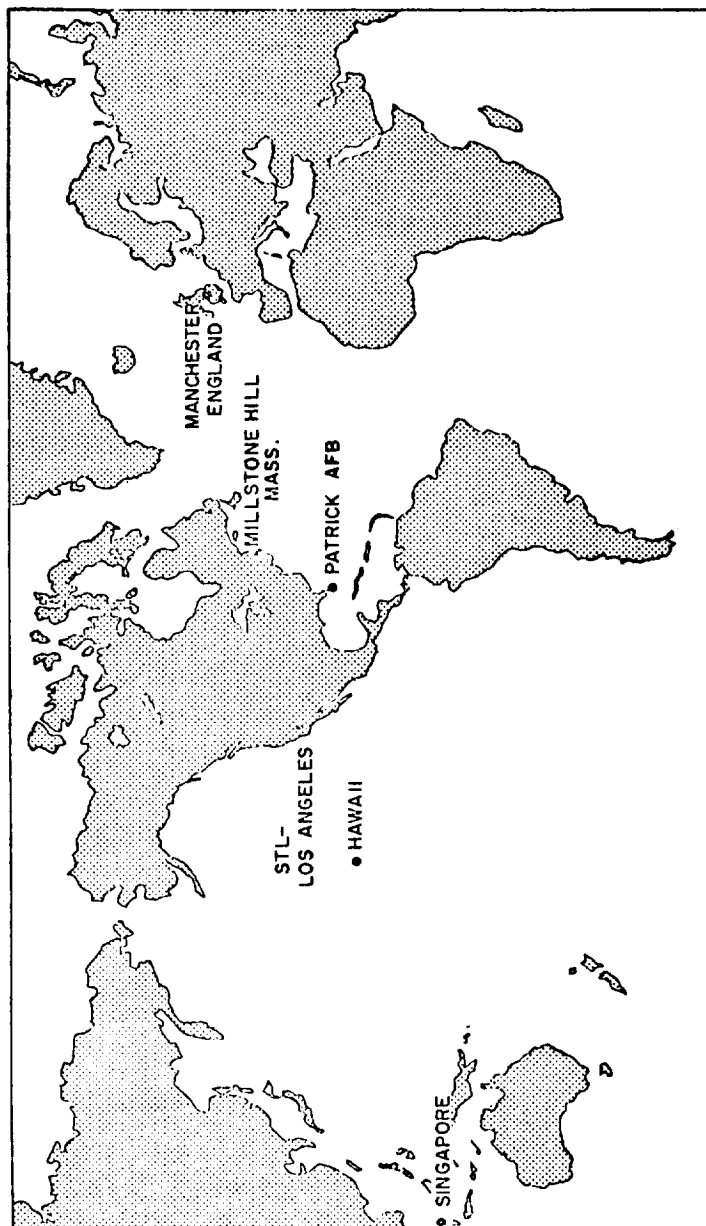 MANCHESTER
ENGLAND
MILLSTONE HILL
MASS.
PATRICK AFB
STL-
LOS ANGELES
HAWAII
SINGAPORE